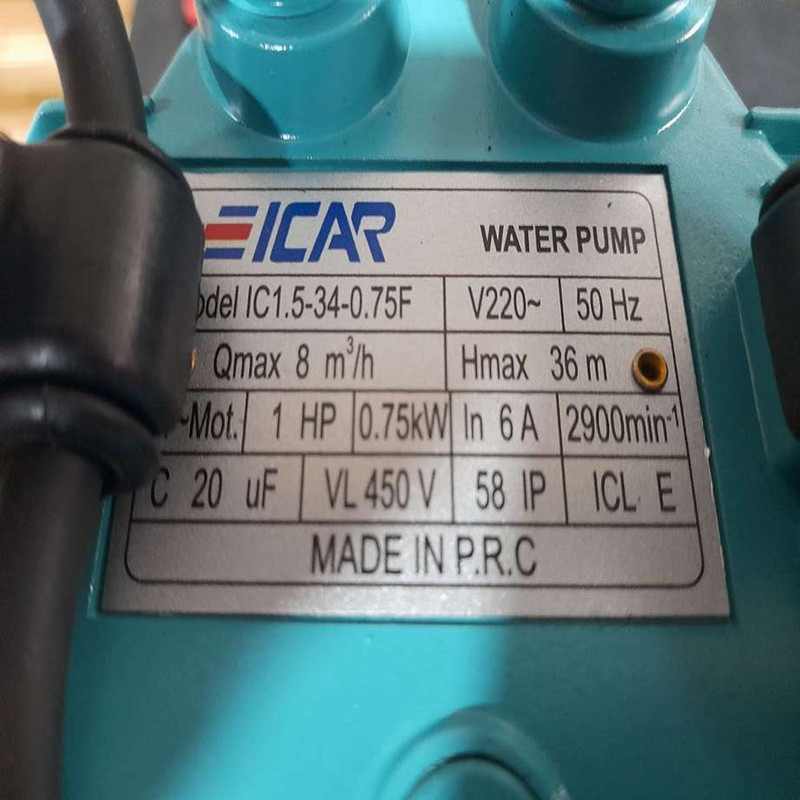 EICAR
WATER PUMP
odel IC1.5-34-0.75F V220~ 50 Hz
Qmax 8 m³/h Hmax 36 m
~Mot. 1 HP 0.75kW In 6 A 2900min⁻¹
C 20 uF VL 450 V 58 IP ICL E
MADE IN P.R.C